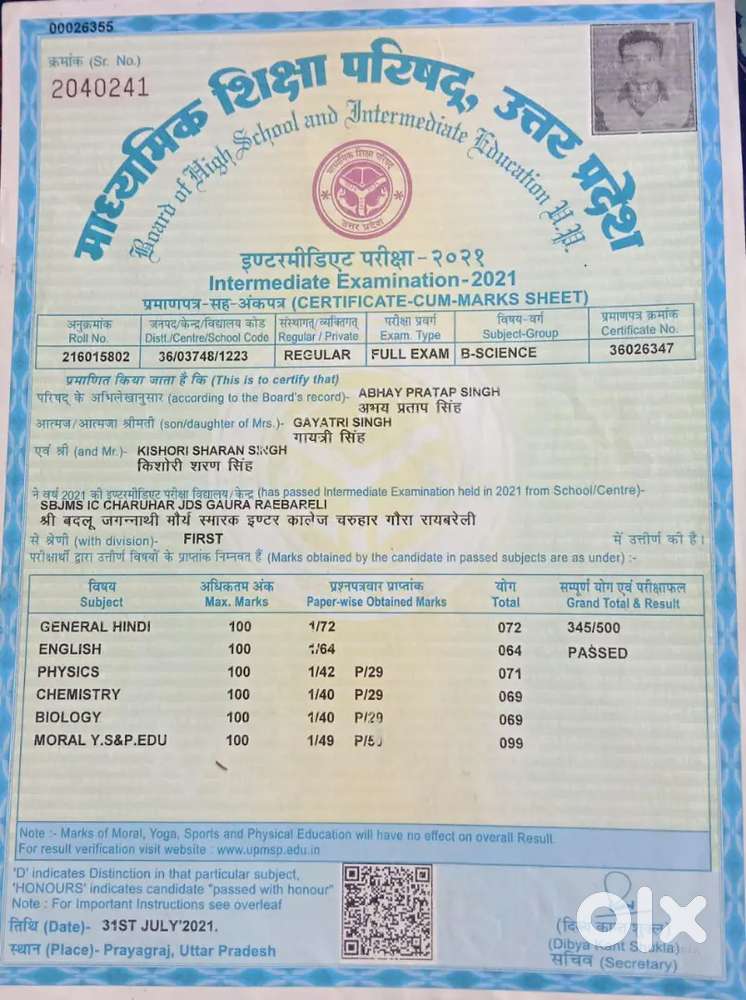 00026355
क्रमांक (Sr. No.)
2040241
माध्यमिक शिक्षा परिषद्, उत्तर प्रदेश
Board of High School and Intermediate Education U.P.
माध्यमिक शिक्षा परिषद
उत्तर प्रदेश
इण्टरमीडिएट परीक्षा-२०२१
Intermediate Examination-2021
प्रमाणपत्र-सह-अंकपत्र (CERTIFICATE-CUM-MARKS SHEET)
अनुक्रमांक जनपद/केन्द्र/विद्यालय कोड संस्थागत/व्यक्तिगत परीक्षा प्रवर्ग विषय-वर्ग प्रमाणपत्र क्रमांक
Roll No. Distt./Centre/School Code Regular / Private Exam. Type Subject-Group Certificate No.
216015802 36/03748/1223 REGULAR FULL EXAM B-SCIENCE 36026347
प्रमाणित किया जाता है कि (This is to certify that)
परिषद के अभिलेखानुसार (according to the Board's record)- ABHAY PRATAP SINGH
अभय प्रताप सिंह
आत्मज/आत्मजा श्रीमती (son/daughter of Mrs.)- GAYATRI SINGH
गायत्री सिंह
एवं श्री (and Mr.)- KISHORI SHARAN SINGH
किशोरी शरण सिंह
ने वर्ष 2021 की इण्टरमीडिएट परीक्षा विद्यालय/केन्द्र (has passed Intermediate Examination held in 2021 from School/Centre)-
SBJMS IC CHARUHAR JDS GAURA RAEBARELI
श्री बदलू जगन्नाथी मौर्य स्मारक इण्टर कालेज चरुहार गौरा रायबरेली
से श्रेणी (with division)- FIRST में उत्तीर्ण की है।
परीक्षार्थी द्वारा उत्तीर्ण विषयों के प्राप्तांक निम्नवत हैं (Marks obtained by the candidate in passed subjects are as under) :-
विषय अधिकतम अंक प्रश्नपत्रवार प्राप्तांक योग सम्पूर्ण योग एवं परीक्षाफल
Subject Max. Marks Paper-wise Obtained Marks Total Grand Total & Result
GENERAL HINDI 100 1/72 072 345/500
ENGLISH 100 1/64 064 PASSED
PHYSICS 100 1/42 P/29 071
CHEMISTRY 100 1/40 P/29 069
BIOLOGY 100 1/40 P/29 069
MORAL Y.S&P.EDU 100 1/49 P/50 099
Note :- Marks of Moral, Yoga, Sports and Physical Education will have no effect on overall Result.
For result verification visit website : www.upmsp.edu.in
'D' indicates Distinction in that particular subject,
'HONOURS' indicates candidate "passed with honour"
Note : For Important Instructions see overleaf
तिथि (Date)- 31ST JULY'2021.
स्थान (Place)- Prayagraj, Uttar Pradesh
olx
(दिब्य कान्त शुक्ल)
(Dibya Kant Shukla)
सचिव (Secretary)